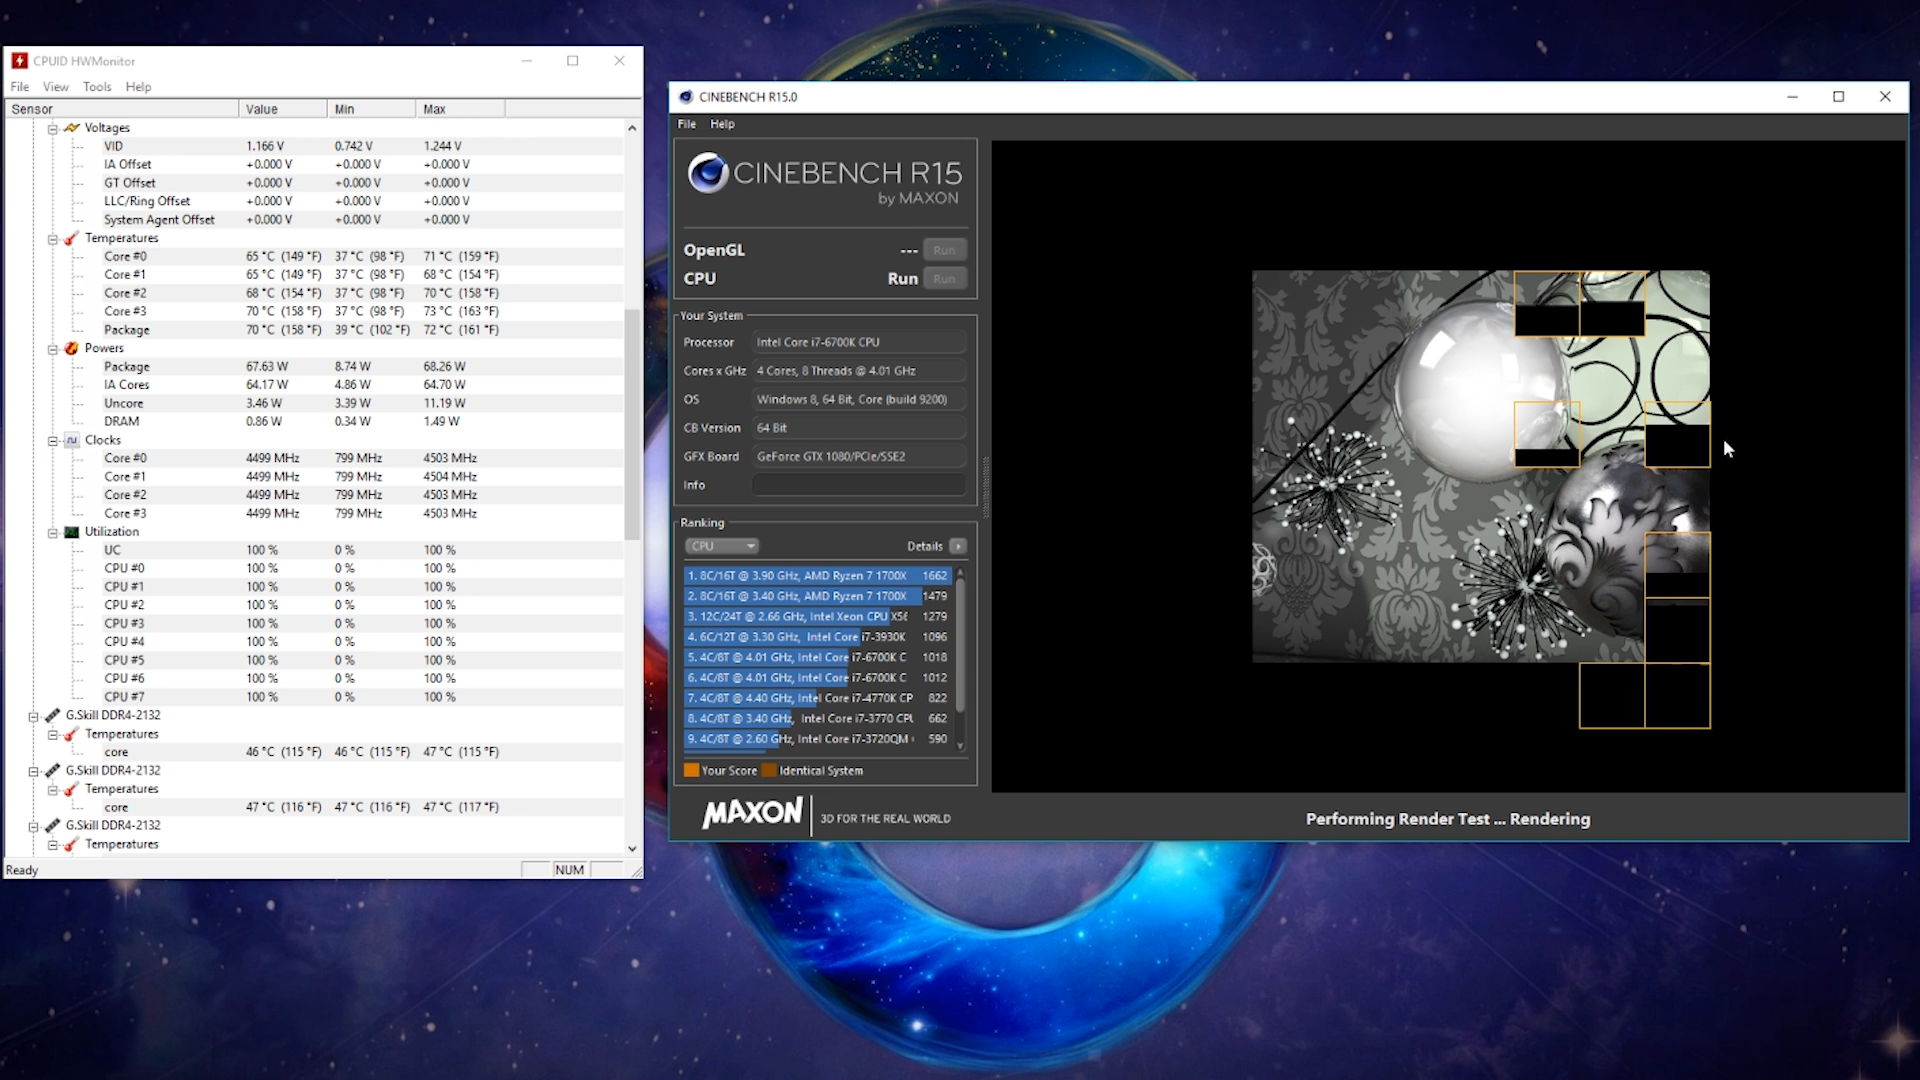 CPUID HWMonitor
File View Tools Help
Sensor Value Min Max
Voltages
VID 1.166 V 0.742 V 1.244 V
IA Offset +0.000 V +0.000 V +0.000 V
GT Offset +0.000 V +0.000 V +0.000 V
LLC/Ring Offset +0.000 V +0.000 V +0.000 V
System Agent Offset +0.000 V +0.000 V +0.000 V
Temperatures
Core #0 65 °C (149 °F) 37 °C (98 °F) 71 °C (159 °F)
Core #1 65 °C (149 °F) 37 °C (98 °F) 68 °C (154 °F)
Core #2 68 °C (154 °F) 37 °C (98 °F) 70 °C (158 °F)
Core #3 70 °C (158 °F) 37 °C (98 °F) 73 °C (163 °F)
Package 70 °C (158 °F) 39 °C (102 °F) 72 °C (161 °F)
Powers
Package 67.63 W 8.74 W 68.26 W
IA Cores 64.17 W 4.86 W 64.70 W
Uncore 3.46 W 3.39 W 11.19 W
DRAM 0.86 W 0.34 W 1.49 W
Clocks
Core #0 4499 MHz 799 MHz 4503 MHz
Core #1 4499 MHz 799 MHz 4504 MHz
Core #2 4499 MHz 799 MHz 4503 MHz
Core #3 4499 MHz 799 MHz 4503 MHz
Utilization
UC 100 % 0 % 100 %
CPU #0 100 % 0 % 100 %
CPU #1 100 % 0 % 100 %
CPU #2 100 % 0 % 100 %
CPU #3 100 % 0 % 100 %
CPU #4 100 % 0 % 100 %
CPU #5 100 % 0 % 100 %
CPU #6 100 % 0 % 100 %
CPU #7 100 % 0 % 100 %
G.Skill DDR4-2132
Temperatures
core 46 °C (115 °F) 46 °C (115 °F) 47 °C (115 °F)
G.Skill DDR4-2132
Temperatures
core 47 °C (116 °F) 47 °C (116 °F) 47 °C (117 °F)
G.Skill DDR4-2132
Temperatures
Ready NUM
CINEBENCH R15.0
File Help
CINEBENCH R15
by MAXON
OpenGL --- Run
CPU Run Run
Your System
Processor Intel Core i7-6700K CPU
Cores x GHz 4 Cores, 8 Threads @ 4.01 GHz
OS Windows 8, 64 Bit, Core (build 9200)
CB Version 64 Bit
GFX Board GeForce GTX 1080/PCIe/SSE2
Info
Ranking
CPU Details
1. 8C/16T @ 3.90 GHz, AMD Ryzen 7 1700X 1662
2. 8C/16T @ 3.40 GHz, AMD Ryzen 7 1700X 1479
3. 12C/24T @ 2.66 GHz, Intel Xeon CPU X56 1279
4. 6C/12T @ 3.30 GHz, Intel Core i7-3930K 1096
5. 4C/8T @ 4.01 GHz, Intel Core i7-6700K C 1018
6. 4C/8T @ 4.01 GHz, Intel Core i7-6700K C 1012
7. 4C/8T @ 4.40 GHz, Intel Core i7-4770K CP 822
8. 4C/8T @ 3.40 GHz, Intel Core i7-3770 CPU 662
9. 4C/8T @ 2.60 GHz, Intel Core i7-3720QM 590
Your Score Identical System
MAXON 3D FOR THE REAL WORLD
Performing Render Test ... Rendering